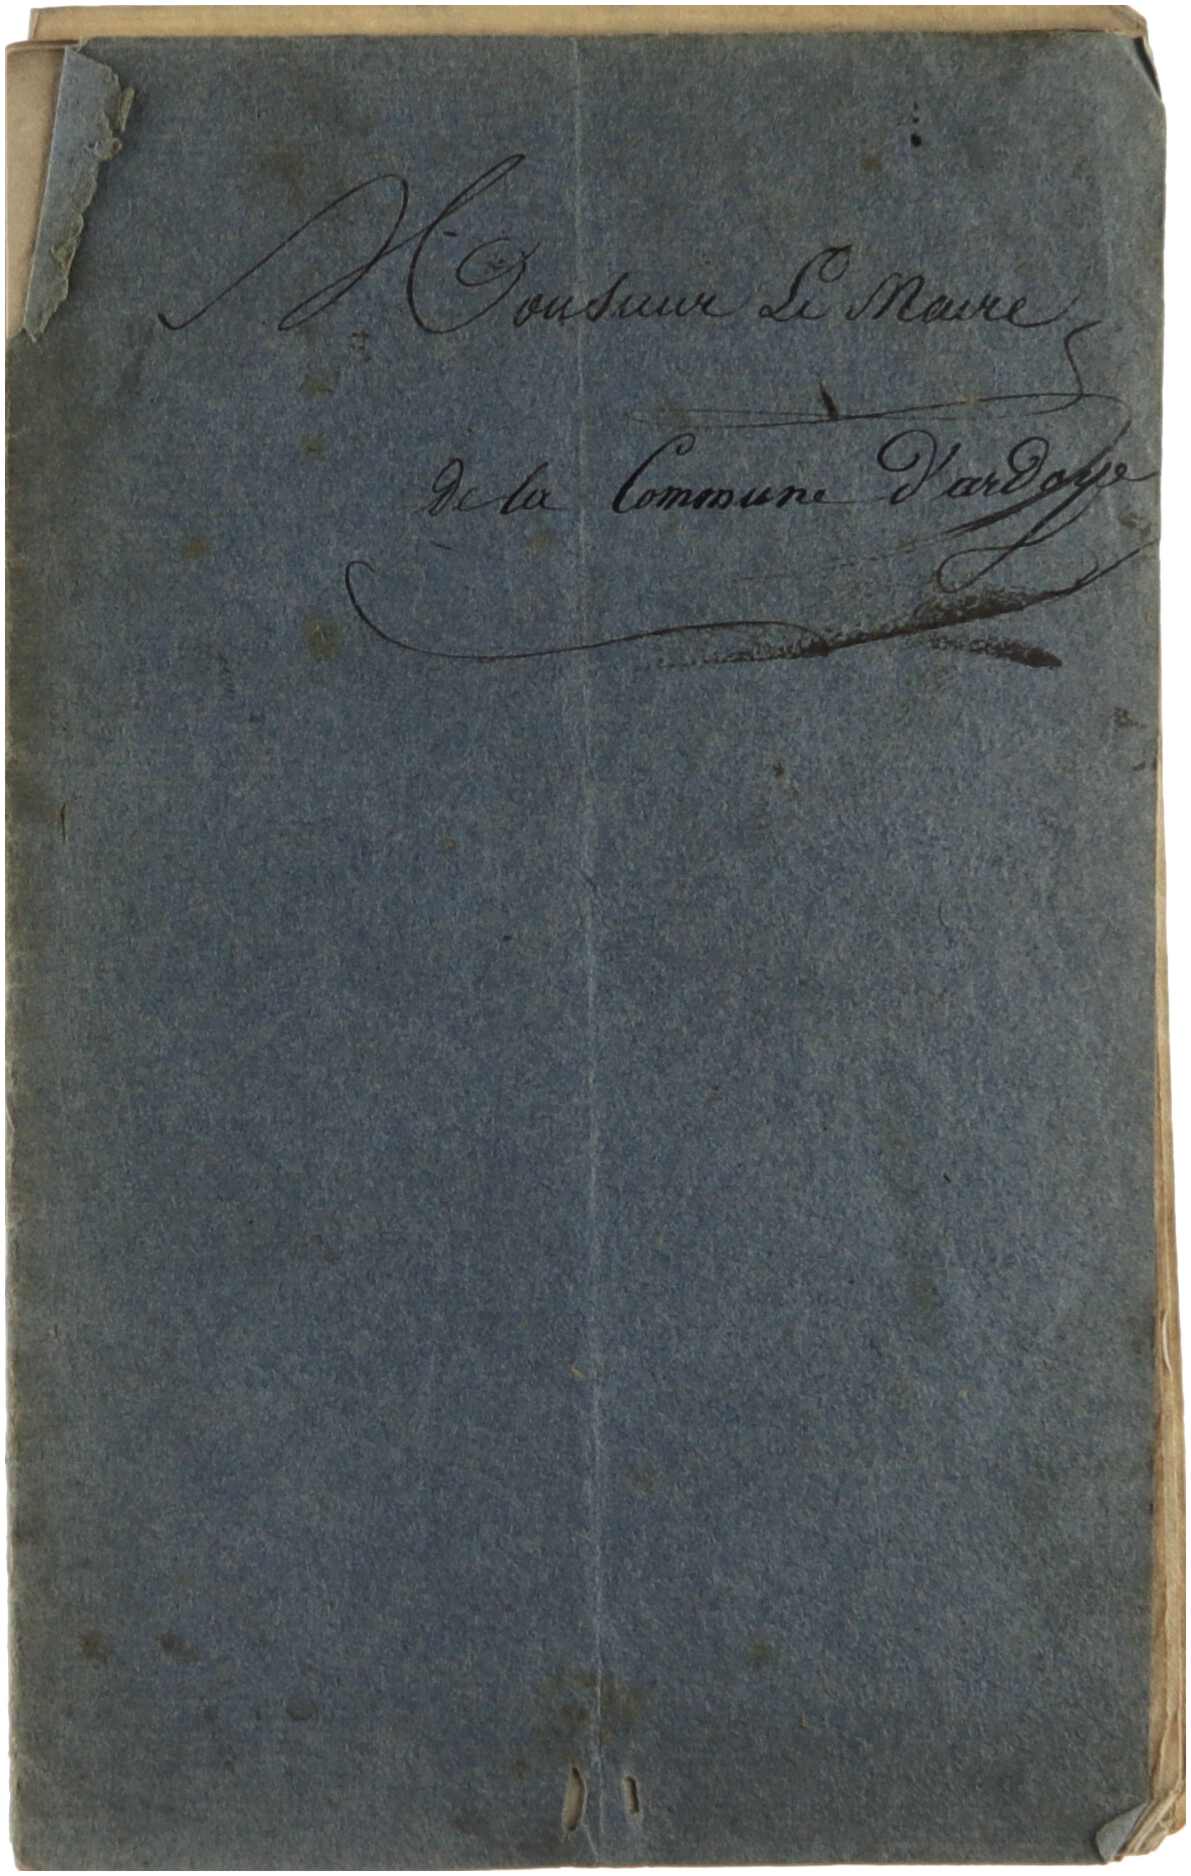 Monsieur Le Maire
De la Commune D'ardoye